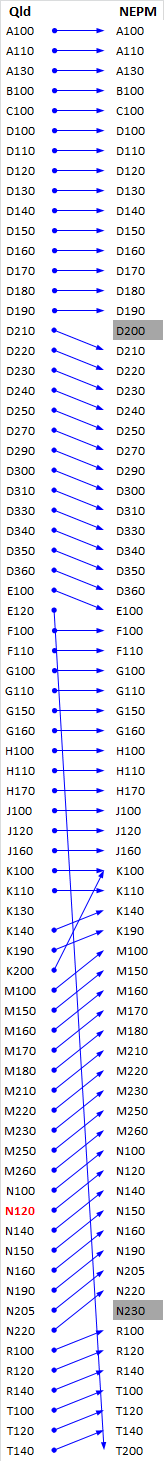 Qld NEPM
A100 A100
A110 A110
A130 A130
B100 B100
C100 C100
D100 D100
D110 D110
D120 D120
D130 D130
D140 D140
D150 D150
D160 D160
D170 D170
D180 D180
D190 D190
D210 D200
D220 D210
D230 D220
D240 D230
D250 D240
D270 D250
D290 D270
D300 D290
D310 D300
D330 D310
D340 D330
D350 D340
D360 D350
E100 D360
E120 E100
F100 F100
F110 F110
G100 G100
G110 G110
G150 G150
G160 G160
H100 H100
H110 H110
H170 H170
J100 J100
J120 J120
J160 J160
K100 K100
K110 K110
K130 K140
K140 K190
K190 M100
K200 M150
M100 M160
M150 M170
M160 M180
M170 M210
M180 M220
M210 M230
M220 M250
M230 M260
M250 N100
M260 N120
N100 N140
N120 N150
N140 N160
N150 N190
N160 N205
N190 N220
N205 N230
N220 R100
R100 R120
R120 R140
R140 T100
T100 T120
T120 T140
T140 T200